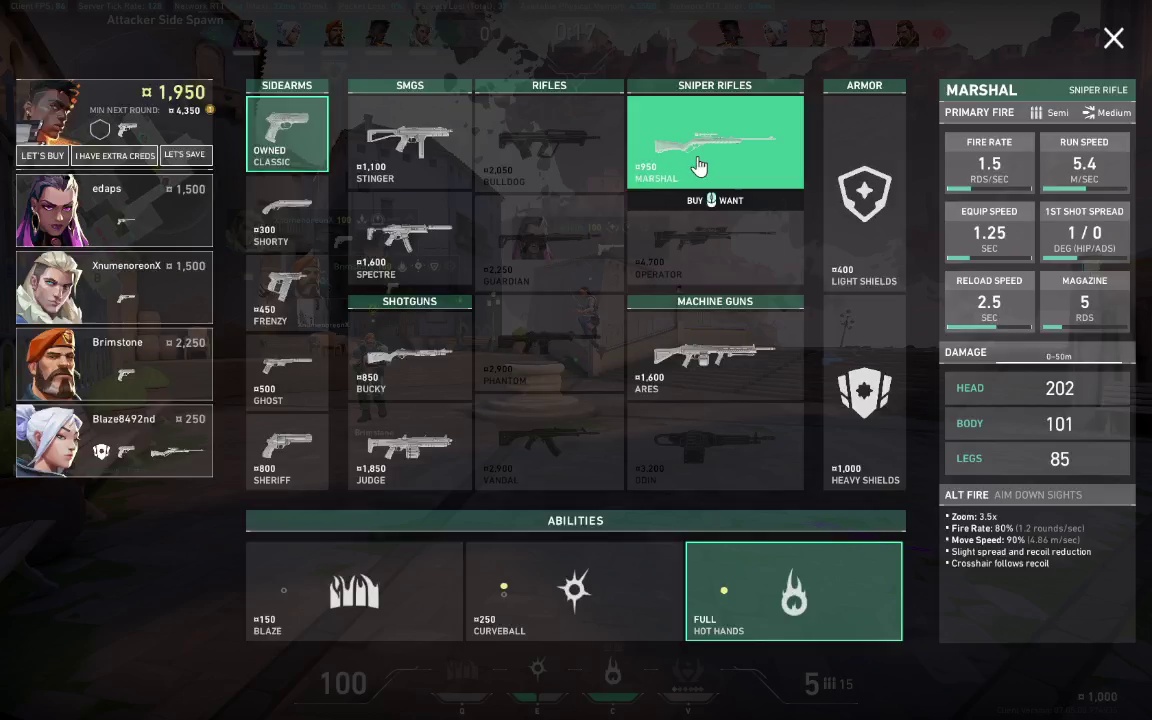 Attacker Side Spawn
0:17
¤ 1,950
MIN NEXT ROUND: ¤ 4,350
LET'S BUY
I HAVE EXTRA CREDS
LET'S SAVE
edaps
¤ 1,500
XnumenoreonX
¤ 1,500
Brimstone
¤ 2,250
Blaze8492nd
¤ 250
SIDEARMS
OWNED
CLASSIC
¤300
SHORTY
¤450
FRENZY
¤500
GHOST
¤800
SHERIFF
SMGS
¤1,100
STINGER
¤1,600
SPECTRE
SHOTGUNS
¤850
BUCKY
¤1,850
JUDGE
RIFLES
¤2,050
BULLDOG
¤2,250
GUARDIAN
¤2,900
PHANTOM
¤2,900
VANDAL
SNIPER RIFLES
¤950
MARSHAL
BUY WANT
¤4,700
OPERATOR
MACHINE GUNS
¤1,600
ARES
¤3,200
ODIN
ARMOR
¤400
LIGHT SHIELDS
¤1,000
HEAVY SHIELDS
ABILITIES
¤150
BLAZE
¤250
CURVEBALL
FULL
HOT HANDS
MARSHAL
SNIPER RIFLE
PRIMARY FIRE
Semi
Medium
FIRE RATE
1.5
RDS/SEC
RUN SPEED
5.4
M/SEC
EQUIP SPEED
1.25
SEC
1ST SHOT SPREAD
1 / 0
DEG (HIP/ADS)
RELOAD SPEED
2.5
SEC
MAGAZINE
5
RDS
DAMAGE
0-50m
HEAD 202
BODY 101
LEGS 85
ALT FIRE AIM DOWN SIGHTS
▪ Zoom: 3.5x
▪ Fire Rate: 80% (1.2 rounds/sec)
▪ Move Speed: 90% (4.86 m/sec)
▪ Slight spread and recoil reduction
▪ Crosshair follows recoil
100
5 15
¤ 1,000